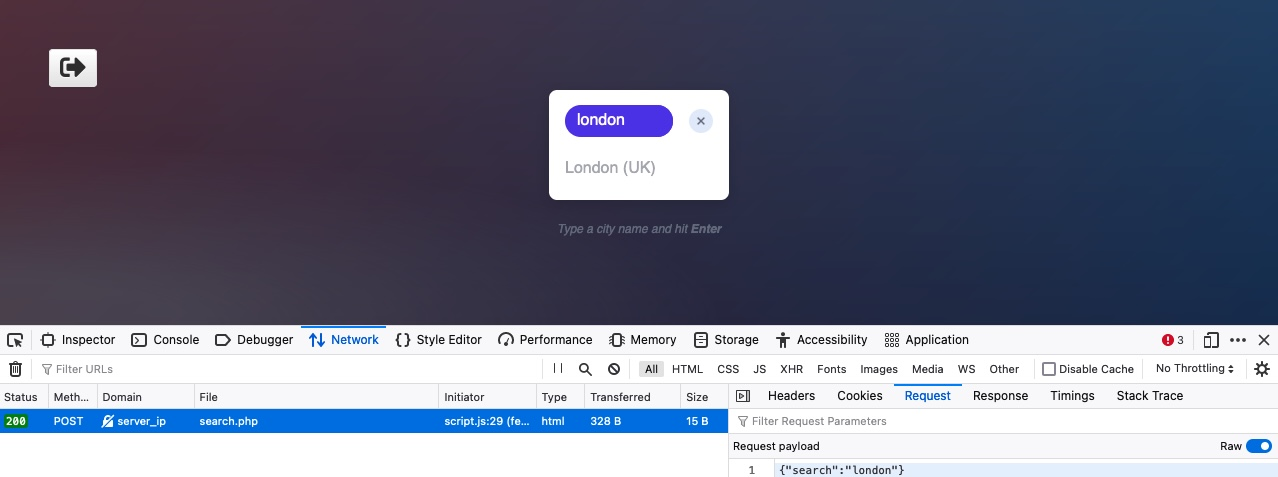 london
London (UK)
Type a city name and hit Enter
Inspector Console Debugger Network Style Editor Performance Memory Storage Accessibility Application 3
Filter URLs All HTML CSS JS XHR Fonts Images Media WS Other Disable Cache No Throttling
Status Meth... Domain File Initiator Type Transferred Size Headers Cookies Request Response Timings Stack Trace
200 POST server_ip search.php script.js:29 (fe... html 328 B 15 B Filter Request Parameters
Request payload Raw
1 {"search":"london"}